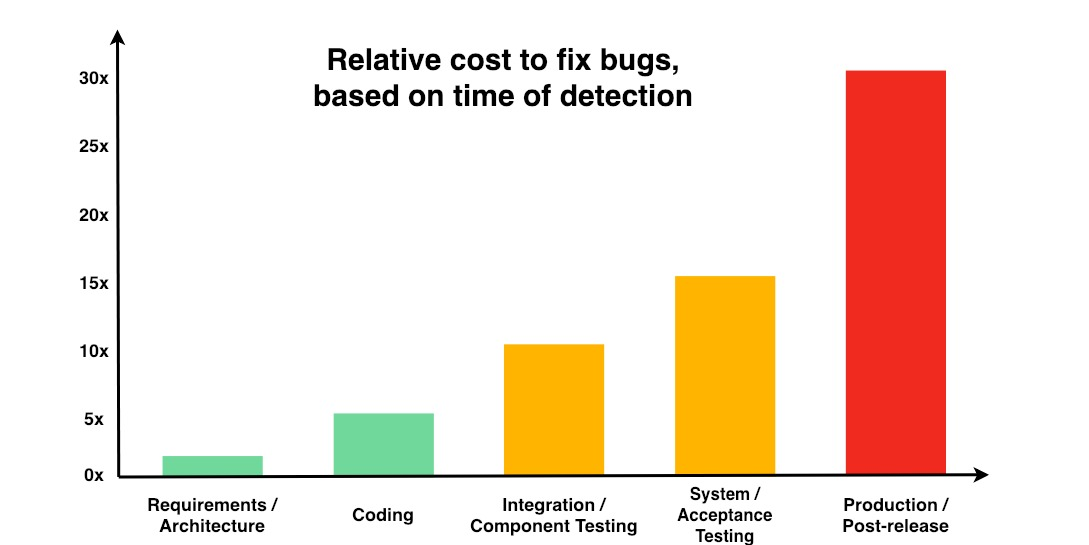 Relative cost to fix bugs,
based on time of detection
30x
25x
20x
15x
10x
5x
0x
Requirements /
Architecture
Coding
Integration /
Component Testing
System /
Acceptance
Testing
Production /
Post-release